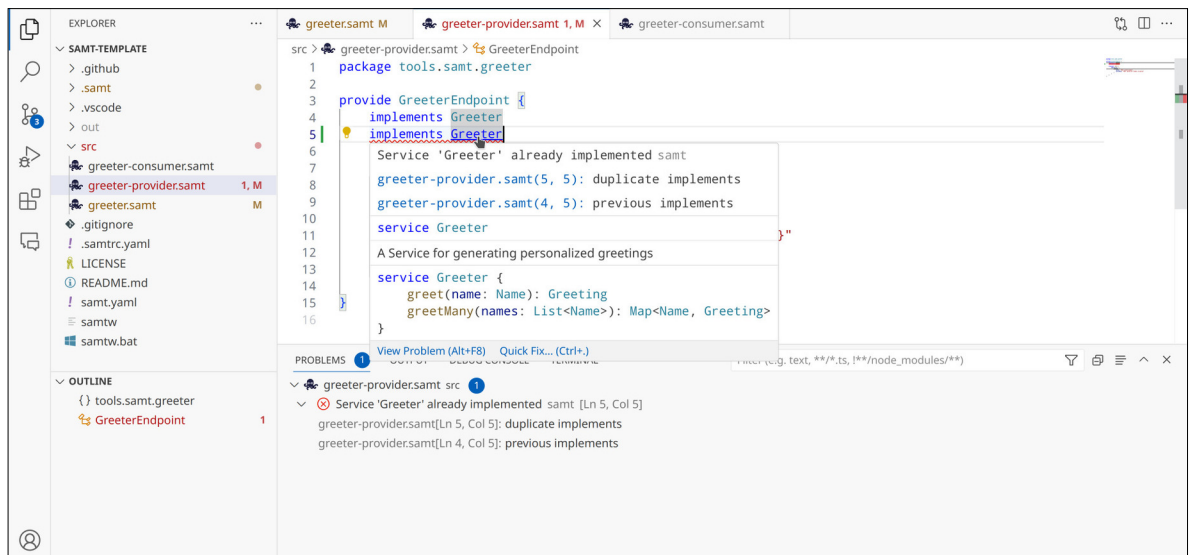 EXPLORER
SAMT-TEMPLATE
.github
.samt
.vscode
out
src
greeter-consumer.samt
greeter-provider.samt 1, M
greeter.samt M
.gitignore
.samtrc.yaml
LICENSE
README.md
samt.yaml
samtw
samtw.bat
OUTLINE
{} tools.samt.greeter
GreeterEndpoint 1
3
greeter.samt M
greeter-provider.samt 1, M
greeter-consumer.samt
src > greeter-provider.samt > GreeterEndpoint
1 package tools.samt.greeter
2
3 provide GreeterEndpoint {
4 implements Greeter
5 implements Greeter
6
7
8
9
10
11 }"
12
13
14
15 }
16
Service 'Greeter' already implemented samt
greeter-provider.samt(5, 5): duplicate implements
greeter-provider.samt(4, 5): previous implements
service Greeter
A Service for generating personalized greetings
service Greeter {
greet(name: Name): Greeting
greetMany(names: List<Name>): Map<Name, Greeting>
}
View Problem (Alt+F8) Quick Fix... (Ctrl+.)
PROBLEMS 1
(e.g. text, **/*.ts, !**/node_modules/**)
greeter-provider.samt src 1
Service 'Greeter' already implemented samt [Ln 5, Col 5]
greeter-provider.samt[Ln 5, Col 5]: duplicate implements
greeter-provider.samt[Ln 4, Col 5]: previous implements